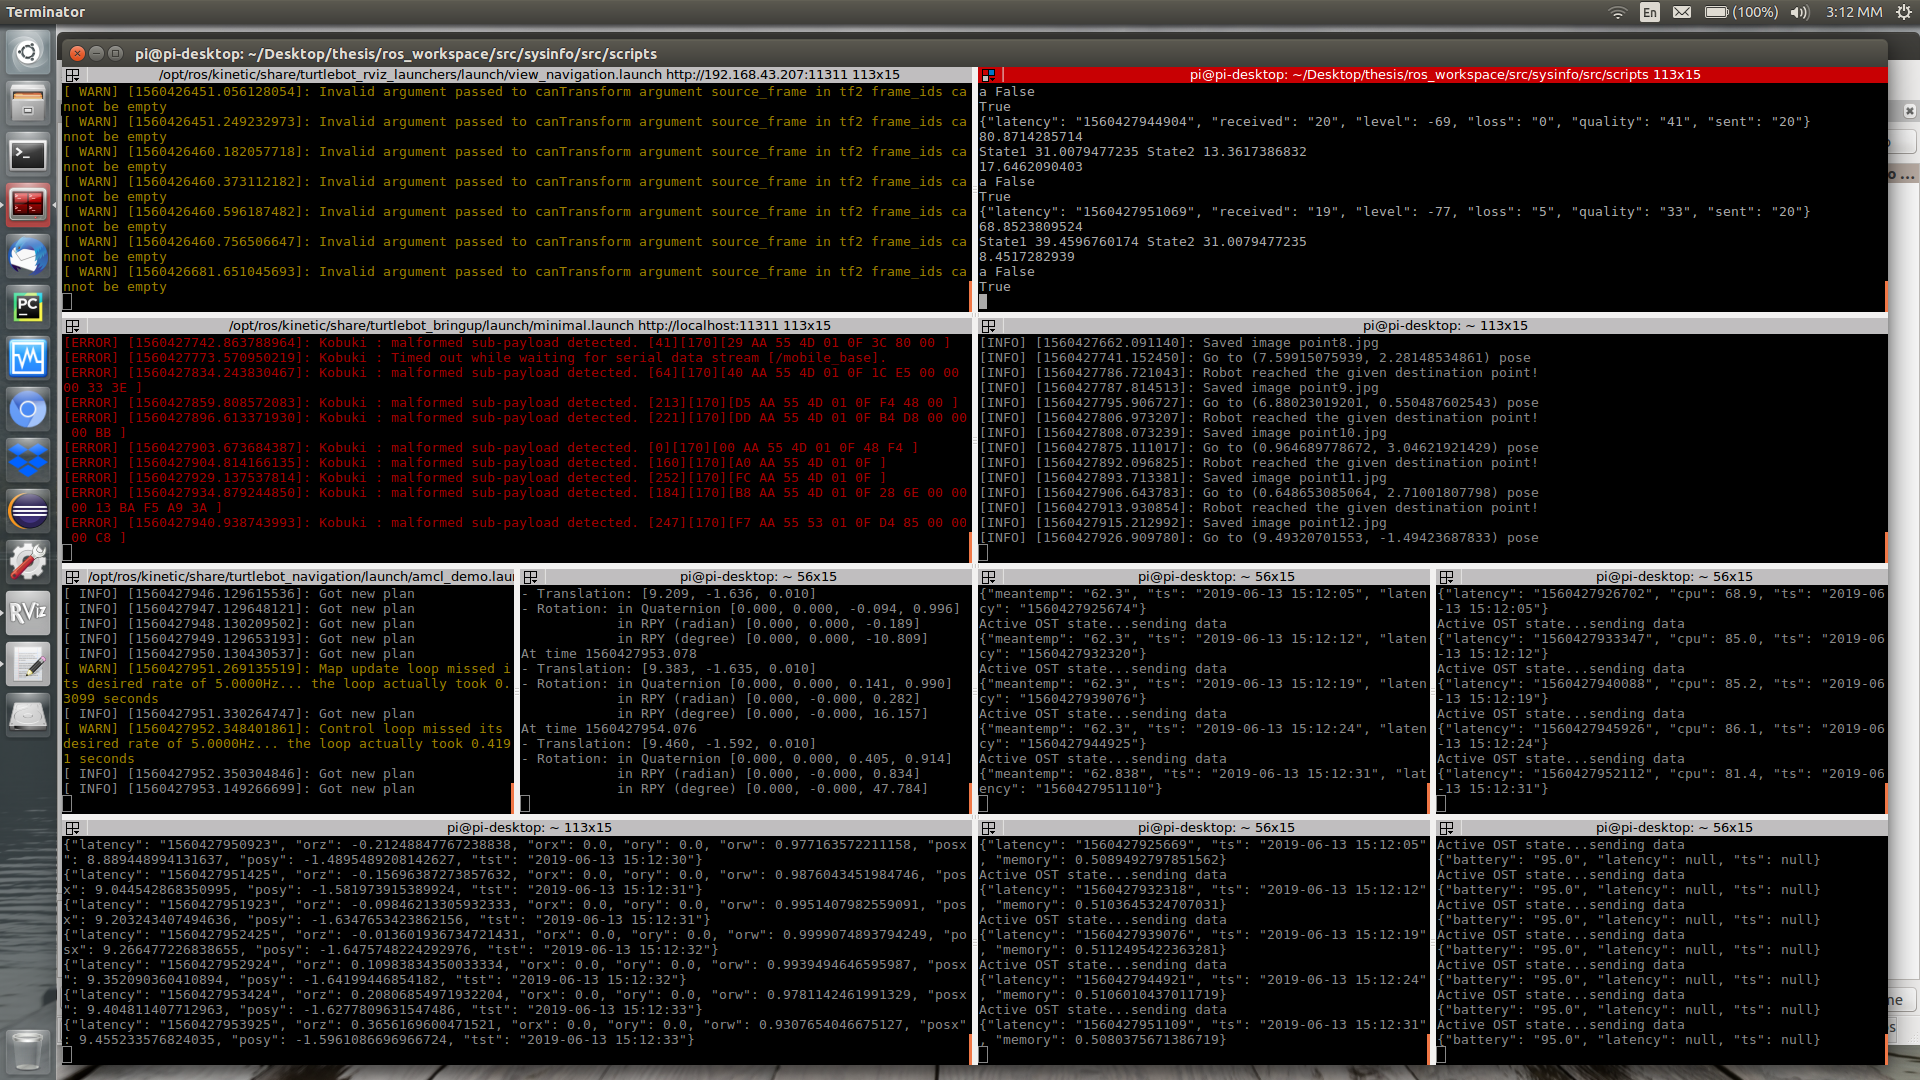 Terminator
En
(100%)
3:12 MM
pi@pi-desktop: ~/Desktop/thesis/ros_workspace/src/sysinfo/src/scripts
/opt/ros/kinetic/share/turtlebot_rviz_launchers/launch/view_navigation.launch http://192.168.43.207:11311 113x15
[ WARN] [1560426451.056128054]: Invalid argument passed to canTransform argument source_frame in tf2 frame_ids ca
nnot be empty
[ WARN] [1560426451.249232973]: Invalid argument passed to canTransform argument source_frame in tf2 frame_ids ca
nnot be empty
[ WARN] [1560426460.182057718]: Invalid argument passed to canTransform argument source_frame in tf2 frame_ids ca
nnot be empty
[ WARN] [1560426460.373112182]: Invalid argument passed to canTransform argument source_frame in tf2 frame_ids ca
nnot be empty
[ WARN] [1560426460.596187482]: Invalid argument passed to canTransform argument source_frame in tf2 frame_ids ca
nnot be empty
[ WARN] [1560426460.756506647]: Invalid argument passed to canTransform argument source_frame in tf2 frame_ids ca
nnot be empty
[ WARN] [1560426681.651045693]: Invalid argument passed to canTransform argument source_frame in tf2 frame_ids ca
nnot be empty
pi@pi-desktop: ~/Desktop/thesis/ros_workspace/src/sysinfo/src/scripts 113x15
a False
True
{"latency": "1560427944904", "received": "20", "level": -69, "loss": "0", "quality": "41", "sent": "20"}
80.8714285714
State1 31.0079477235 State2 13.3617386832
17.6462090403
a False
True
{"latency": "1560427951069", "received": "19", "level": -77, "loss": "5", "quality": "33", "sent": "20"}
68.8523809524
State1 39.4596760174 State2 31.0079477235
8.4517282939
a False
True
/opt/ros/kinetic/share/turtlebot_bringup/launch/minimal.launch http://localhost:11311 113x15
[ERROR] [1560427742.863788964]: Kobuki : malformed sub-payload detected. [41][170][29 AA 55 4D 01 0F 3C 80 00 ]
[ERROR] [1560427773.570950219]: Kobuki : Timed out while waiting for serial data stream [/mobile_base].
[ERROR] [1560427834.243830467]: Kobuki : malformed sub-payload detected. [64][170][40 AA 55 4D 01 0F 1C E5 00 00
00 33 3E ]
[ERROR] [1560427859.808572083]: Kobuki : malformed sub-payload detected. [213][170][D5 AA 55 4D 01 0F F4 48 00 ]
[ERROR] [1560427896.613371930]: Kobuki : malformed sub-payload detected. [221][170][DD AA 55 4D 01 0F B4 D8 00 00
00 BB ]
[ERROR] [1560427903.673684387]: Kobuki : malformed sub-payload detected. [0][170][00 AA 55 4D 01 0F 48 F4 ]
[ERROR] [1560427904.814166135]: Kobuki : malformed sub-payload detected. [160][170][A0 AA 55 4D 01 0F ]
[ERROR] [1560427929.137537814]: Kobuki : malformed sub-payload detected. [252][170][FC AA 55 4D 01 0F ]
[ERROR] [1560427934.879244850]: Kobuki : malformed sub-payload detected. [184][170][B8 AA 55 4D 01 0F 28 6E 00 00
00 13 BA F5 A9 3A ]
[ERROR] [1560427940.938743993]: Kobuki : malformed sub-payload detected. [247][170][F7 AA 55 53 01 0F D4 85 00 00
00 C8 ]
pi@pi-desktop: ~ 113x15
[INFO] [1560427662.091140]: Saved image point8.jpg
[INFO] [1560427741.152450]: Go to (7.59915075939, 2.28148534861) pose
[INFO] [1560427786.721043]: Robot reached the given destination point!
[INFO] [1560427787.814513]: Saved image point9.jpg
[INFO] [1560427795.906727]: Go to (6.88023019201, 0.550487602543) pose
[INFO] [1560427806.973207]: Robot reached the given destination point!
[INFO] [1560427808.073239]: Saved image point10.jpg
[INFO] [1560427875.111017]: Go to (0.964689778672, 3.04621921429) pose
[INFO] [1560427892.096825]: Robot reached the given destination point!
[INFO] [1560427893.713381]: Saved image point11.jpg
[INFO] [1560427906.643783]: Go to (0.648653085064, 2.71001807798) pose
[INFO] [1560427913.930854]: Robot reached the given destination point!
[INFO] [1560427915.212992]: Saved image point12.jpg
[INFO] [1560427926.909780]: Go to (9.49320701553, -1.49423687833) pose
/opt/ros/kinetic/share/turtlebot_navigation/launch/amcl_demo.lau
[ INFO] [1560427946.129615536]: Got new plan
[ INFO] [1560427947.129648121]: Got new plan
[ INFO] [1560427948.130209502]: Got new plan
[ INFO] [1560427949.129653193]: Got new plan
[ INFO] [1560427950.130430537]: Got new plan
[ WARN] [1560427951.269135519]: Map update loop missed i
ts desired rate of 5.0000Hz... the loop actually took 0.
3099 seconds
[ INFO] [1560427951.330264747]: Got new plan
[ WARN] [1560427952.348401861]: Control loop missed its
desired rate of 5.0000Hz... the loop actually took 0.419
1 seconds
[ INFO] [1560427952.350304846]: Got new plan
[ INFO] [1560427953.149266699]: Got new plan
pi@pi-desktop: ~ 56x15
- Translation: [9.209, -1.636, 0.010]
- Rotation: in Quaternion [0.000, 0.000, -0.094, 0.996]
in RPY (radian) [0.000, 0.000, -0.189]
in RPY (degree) [0.000, 0.000, -10.809]
At time 1560427953.078
- Translation: [9.383, -1.635, 0.010]
- Rotation: in Quaternion [0.000, 0.000, 0.141, 0.990]
in RPY (radian) [0.000, -0.000, 0.282]
in RPY (degree) [0.000, -0.000, 16.157]
At time 1560427954.076
- Translation: [9.460, -1.592, 0.010]
- Rotation: in Quaternion [0.000, 0.000, 0.405, 0.914]
in RPY (radian) [0.000, -0.000, 0.834]
in RPY (degree) [0.000, -0.000, 47.784]
pi@pi-desktop: ~ 56x15
{"meantemp": "62.3", "ts": "2019-06-13 15:12:05", "laten
cy": "1560427925674"}
Active OST state...sending data
{"meantemp": "62.3", "ts": "2019-06-13 15:12:12", "laten
cy": "1560427932320"}
Active OST state...sending data
{"meantemp": "62.3", "ts": "2019-06-13 15:12:19", "laten
cy": "1560427939076"}
Active OST state...sending data
{"meantemp": "62.3", "ts": "2019-06-13 15:12:24", "laten
cy": "1560427944925"}
Active OST state...sending data
{"meantemp": "62.838", "ts": "2019-06-13 15:12:31", "lat
ency": "1560427951110"}
pi@pi-desktop: ~ 56x15
{"latency": "1560427926702", "cpu": 68.9, "ts": "2019-06
-13 15:12:05"}
Active OST state...sending data
{"latency": "1560427933347", "cpu": 85.0, "ts": "2019-06
-13 15:12:12"}
Active OST state...sending data
{"latency": "1560427940088", "cpu": 85.2, "ts": "2019-06
-13 15:12:19"}
Active OST state...sending data
{"latency": "1560427945926", "cpu": 86.1, "ts": "2019-06
-13 15:12:24"}
Active OST state...sending data
{"latency": "1560427952112", "cpu": 81.4, "ts": "2019-06
-13 15:12:31"}
pi@pi-desktop: ~ 113x15
{"latency": "1560427950923", "orz": -0.21248847767238838, "orx": 0.0, "ory": 0.0, "orw": 0.977163572211158, "posx
": 8.889448994131637, "posy": -1.4895489208142627, "tst": "2019-06-13 15:12:30"}
{"latency": "1560427951425", "orz": -0.15696387273857632, "orx": 0.0, "ory": 0.0, "orw": 0.9876043451984746, "pos
x": 9.044542868350995, "posy": -1.581973915389924, "tst": "2019-06-13 15:12:31"}
{"latency": "1560427951923", "orz": -0.09846213305932333, "orx": 0.0, "ory": 0.0, "orw": 0.9951407982559091, "pos
x": 9.203243407494636, "posy": -1.6347653423862156, "tst": "2019-06-13 15:12:31"}
{"latency": "1560427952425", "orz": -0.013601936734721431, "orx": 0.0, "ory": 0.0, "orw": 0.9999074893794249, "po
sx": 9.266477226838655, "posy": -1.6475748224292976, "tst": "2019-06-13 15:12:32"}
{"latency": "1560427952924", "orz": 0.10983834350033334, "orx": 0.0, "ory": 0.0, "orw": 0.9939494646595987, "posx
": 9.352090360410894, "posy": -1.64199446854182, "tst": "2019-06-13 15:12:32"}
{"latency": "1560427953424", "orz": 0.20806854971932204, "orx": 0.0, "ory": 0.0, "orw": 0.9781142461991329, "posx
": 9.404811407712963, "posy": -1.6277809631547486, "tst": "2019-06-13 15:12:33"}
{"latency": "1560427953925", "orz": 0.3656169600471521, "orx": 0.0, "ory": 0.0, "orw": 0.9307654046675127, "posx"
: 9.455233576824035, "posy": -1.5961086696966724, "tst": "2019-06-13 15:12:33"}
pi@pi-desktop: ~ 56x15
{"latency": "1560427925669", "ts": "2019-06-13 15:12:05"
, "memory": 0.5089492797851562}
Active OST state...sending data
{"latency": "1560427932318", "ts": "2019-06-13 15:12:12"
, "memory": 0.5103645324707031}
Active OST state...sending data
{"latency": "1560427939076", "ts": "2019-06-13 15:12:19"
, "memory": 0.5112495422363281}
Active OST state...sending data
{"latency": "1560427944921", "ts": "2019-06-13 15:12:24"
, "memory": 0.5106010437011719}
Active OST state...sending data
{"latency": "1560427951109", "ts": "2019-06-13 15:12:31"
, "memory": 0.5080375671386719}
pi@pi-desktop: ~ 56x15
Active OST state...sending data
{"battery": "95.0", "latency": null, "ts": null}
Active OST state...sending data
{"battery": "95.0", "latency": null, "ts": null}
Active OST state...sending data
{"battery": "95.0", "latency": null, "ts": null}
Active OST state...sending data
{"battery": "95.0", "latency": null, "ts": null}
Active OST state...sending data
{"battery": "95.0", "latency": null, "ts": null}
Active OST state...sending data
{"battery": "95.0", "latency": null, "ts": null}
Active OST state...sending data
{"battery": "95.0", "latency": null, "ts": null}
PC
RViz